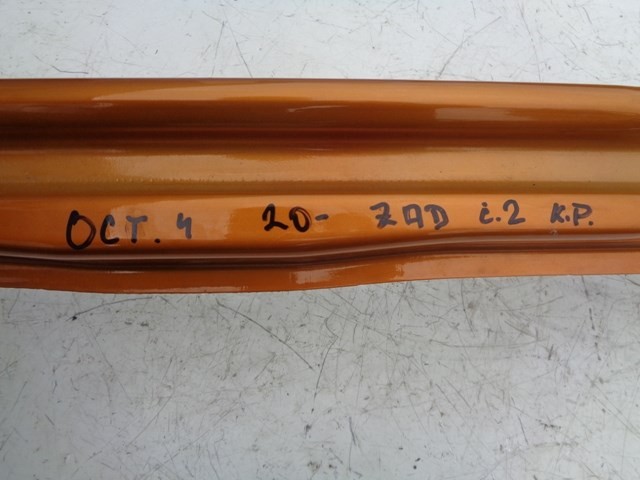 OCT. 4 20- ZAD č.2 K.P.